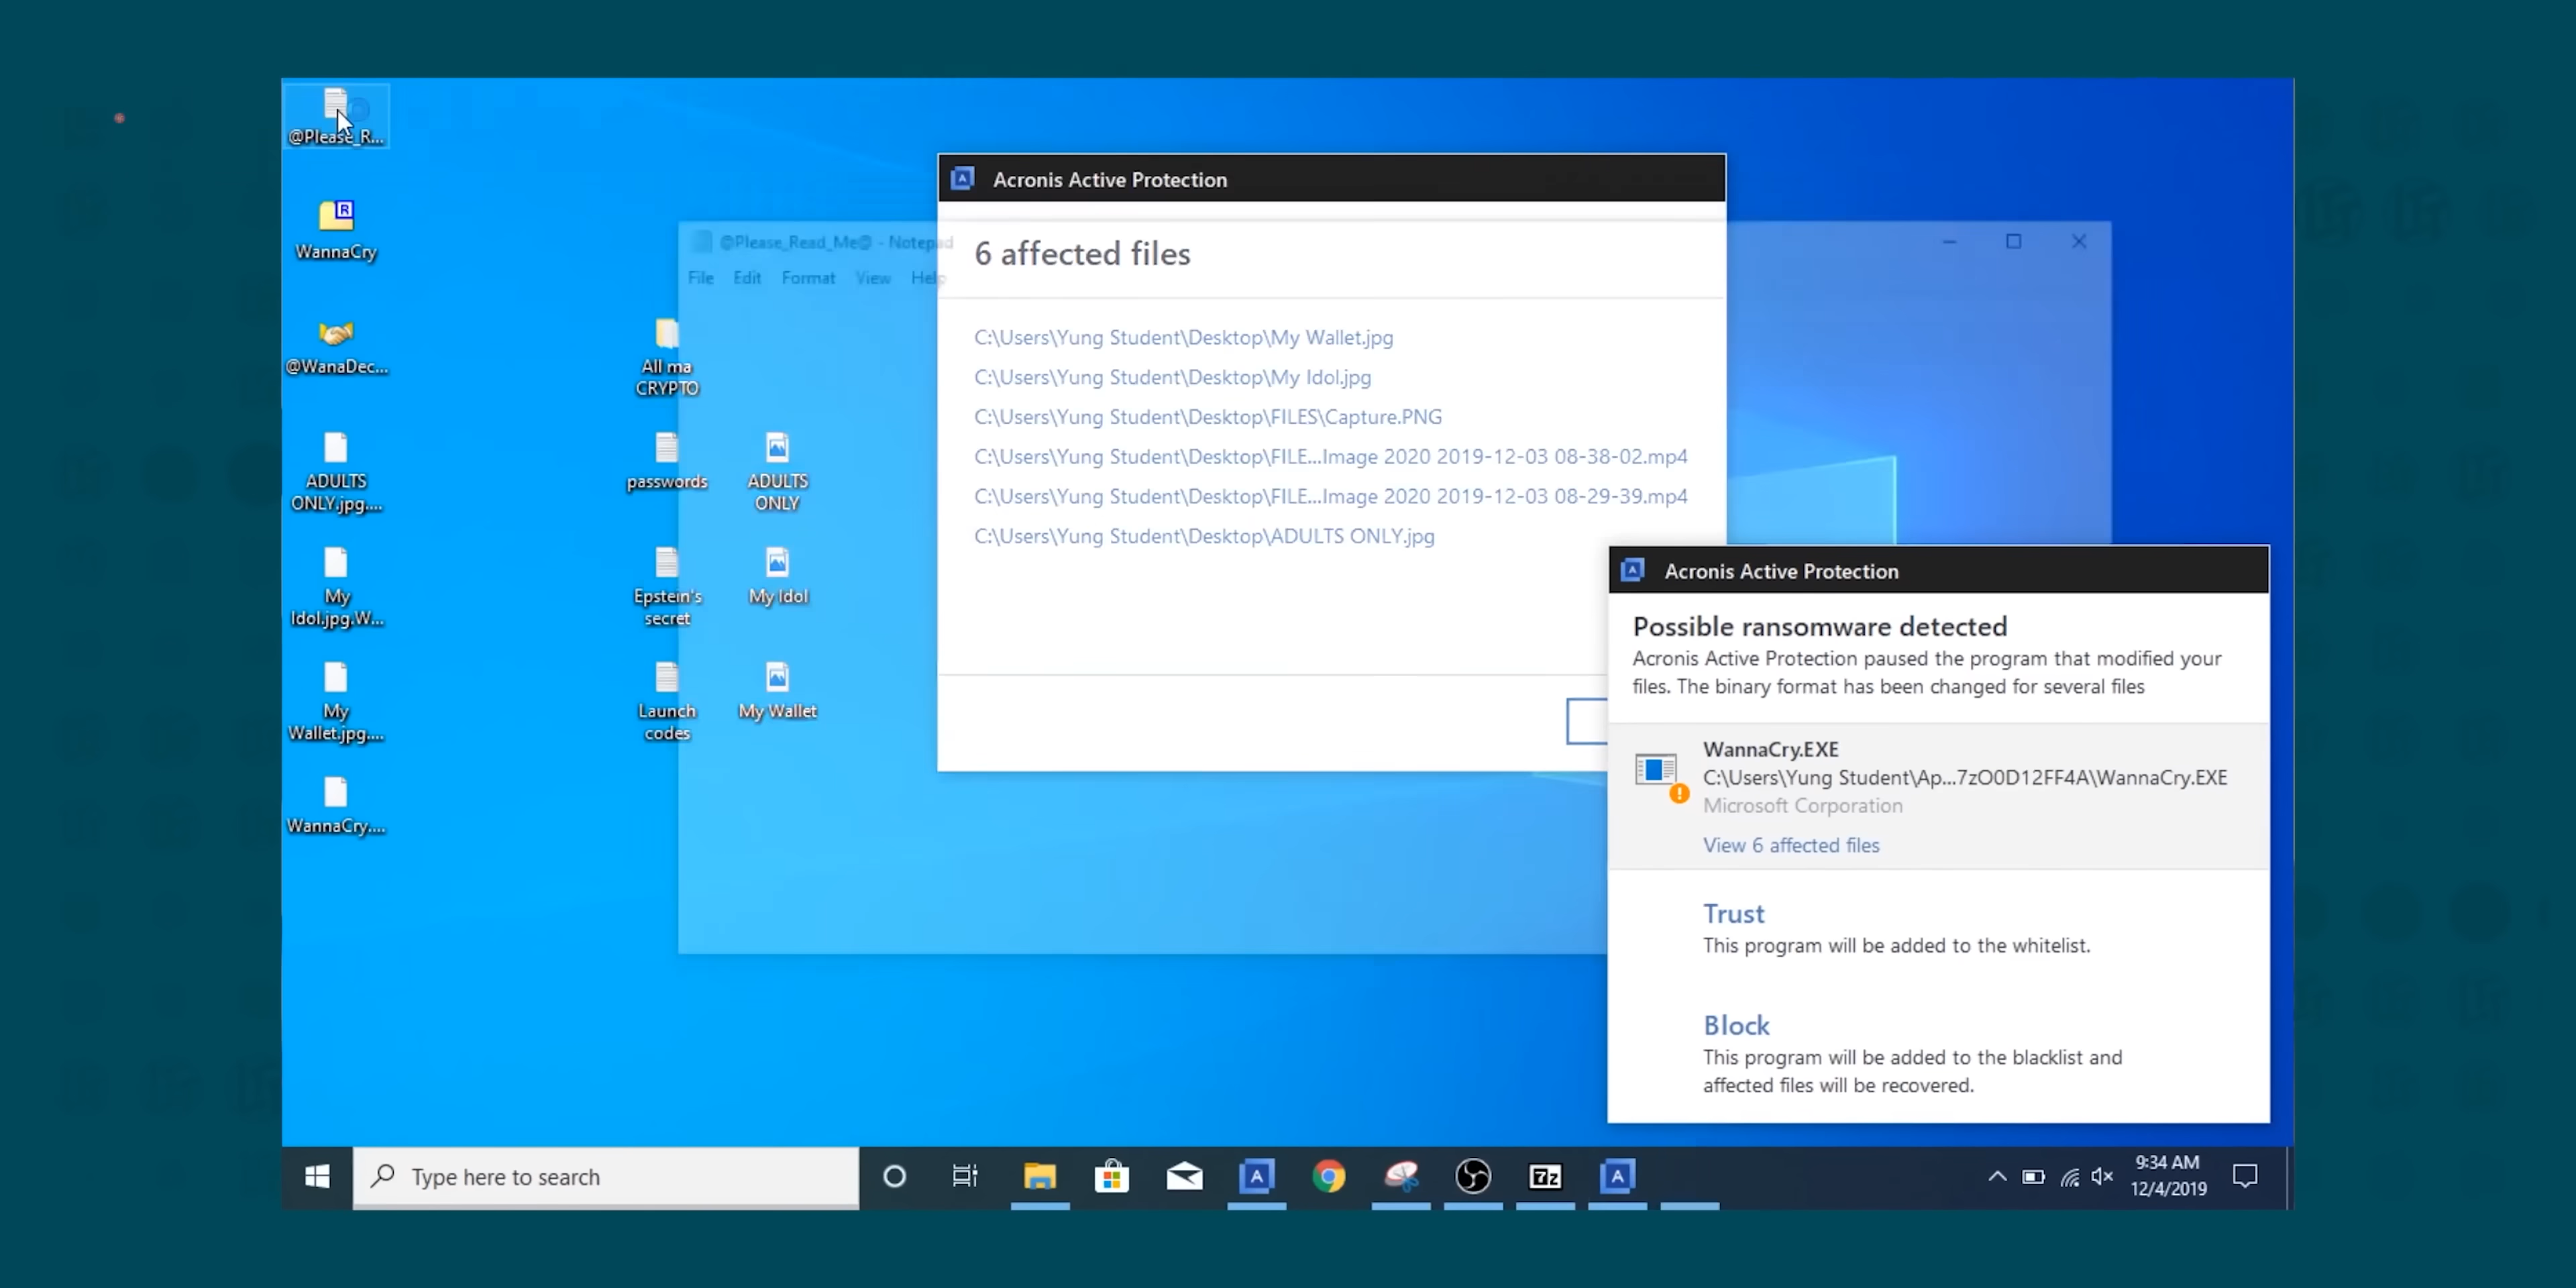 @Please_R...
WannaCry
@WanaDec...
ADULTS
ONLY.jpg....
My
Idol.jpg.W...
My
Wallet.jpg....
WannaCry....
All ma
CRYPTO
passwords
Epstein's
secret
Launch
codes
ADULTS
ONLY
My Idol
My Wallet
@Please_Read_Me@ - Notepad
File Edit Format View Help
Acronis Active Protection
6 affected files
C:\Users\Yung Student\Desktop\My Wallet.jpg
C:\Users\Yung Student\Desktop\My Idol.jpg
C:\Users\Yung Student\Desktop\FILES\Capture.PNG
C:\Users\Yung Student\Desktop\FILE...Image 2020 2019-12-03 08-38-02.mp4
C:\Users\Yung Student\Desktop\FILE...Image 2020 2019-12-03 08-29-39.mp4
C:\Users\Yung Student\Desktop\ADULTS ONLY.jpg
Acronis Active Protection
Possible ransomware detected
Acronis Active Protection paused the program that modified your
files. The binary format has been changed for several files
WannaCry.EXE
C:\Users\Yung Student\Ap...7zO0D12FF4A\WannaCry.EXE
Microsoft Corporation
View 6 affected files
Trust
This program will be added to the whitelist.
Block
This program will be added to the blacklist and
affected files will be recovered.
Type here to search
9:34 AM
12/4/2019